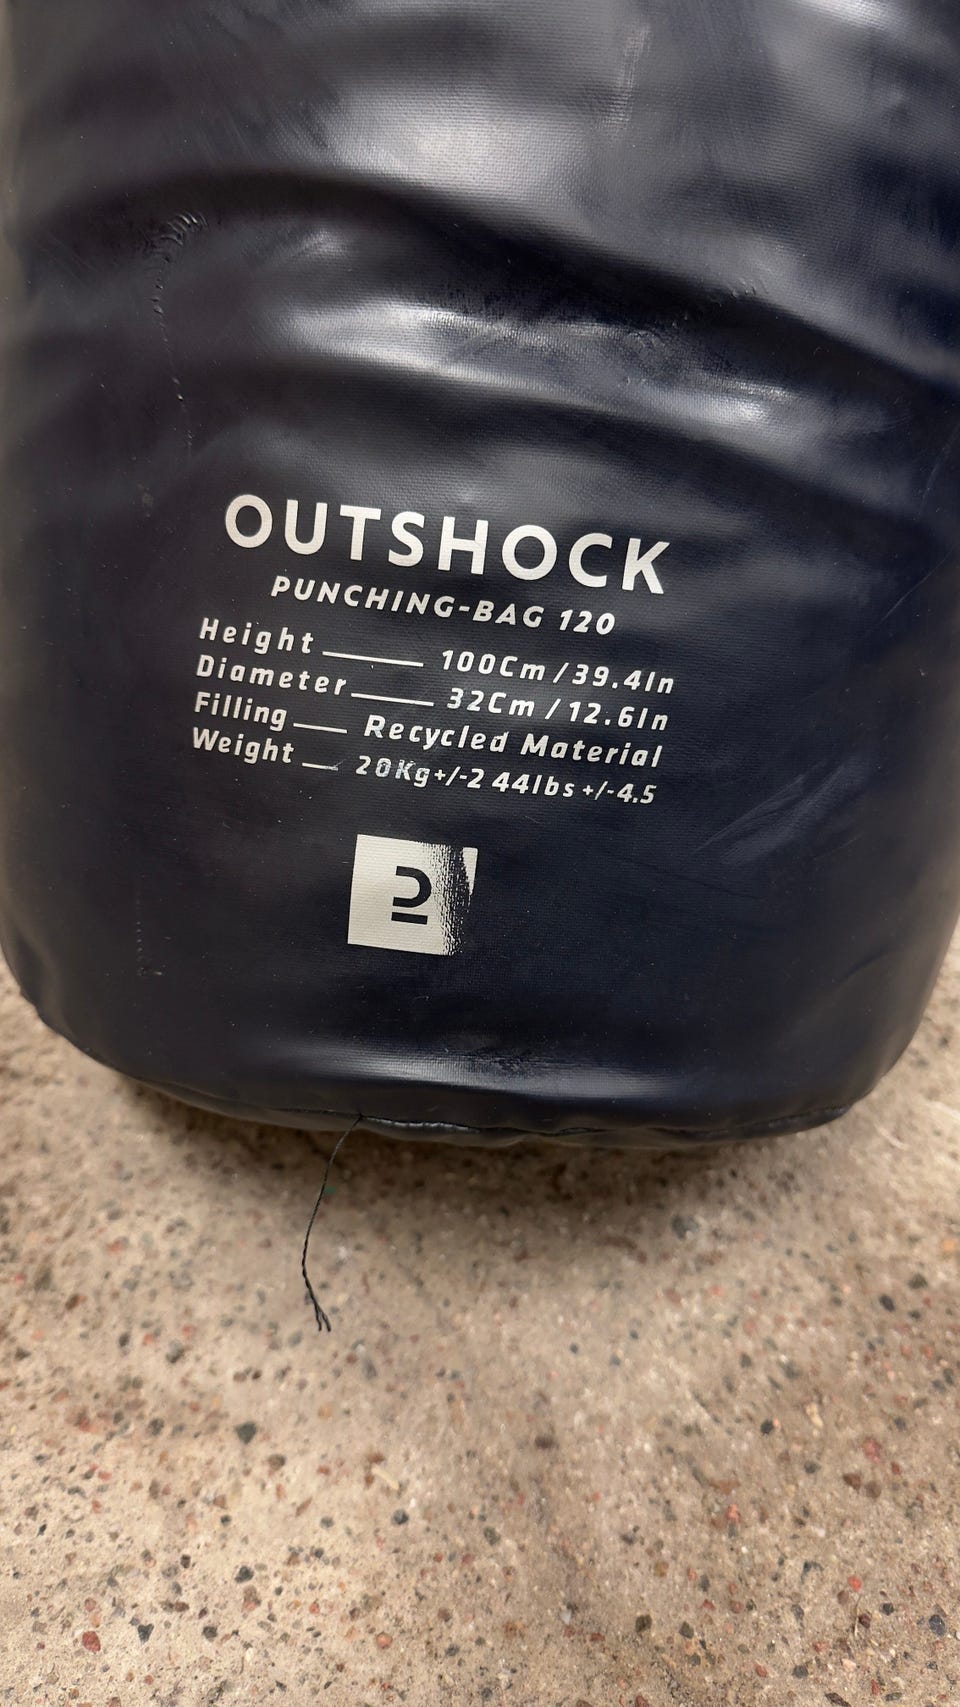 OUTSHOCK
PUNCHING-BAG 120
Height 100Cm/39.4In
Diameter 32Cm/12.6In
Filling Recycled Material
Weight 20Kg+/-2 44lbs+/-4.5